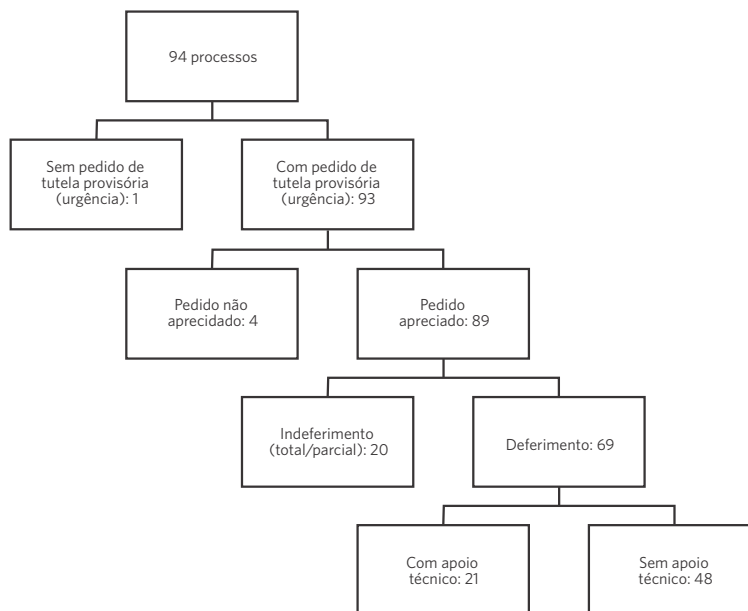 94 processos
Sem pedido de
tutela provisória
(urgência): 1
Com pedido de
tutela provisória
(urgência): 93
Pedido não
aprecidado: 4
Pedido
apreciado: 89
Indeferimento
(total/parcial): 20
Deferimento: 69
Com apoio
técnico: 21
Sem apoio
técnico: 48